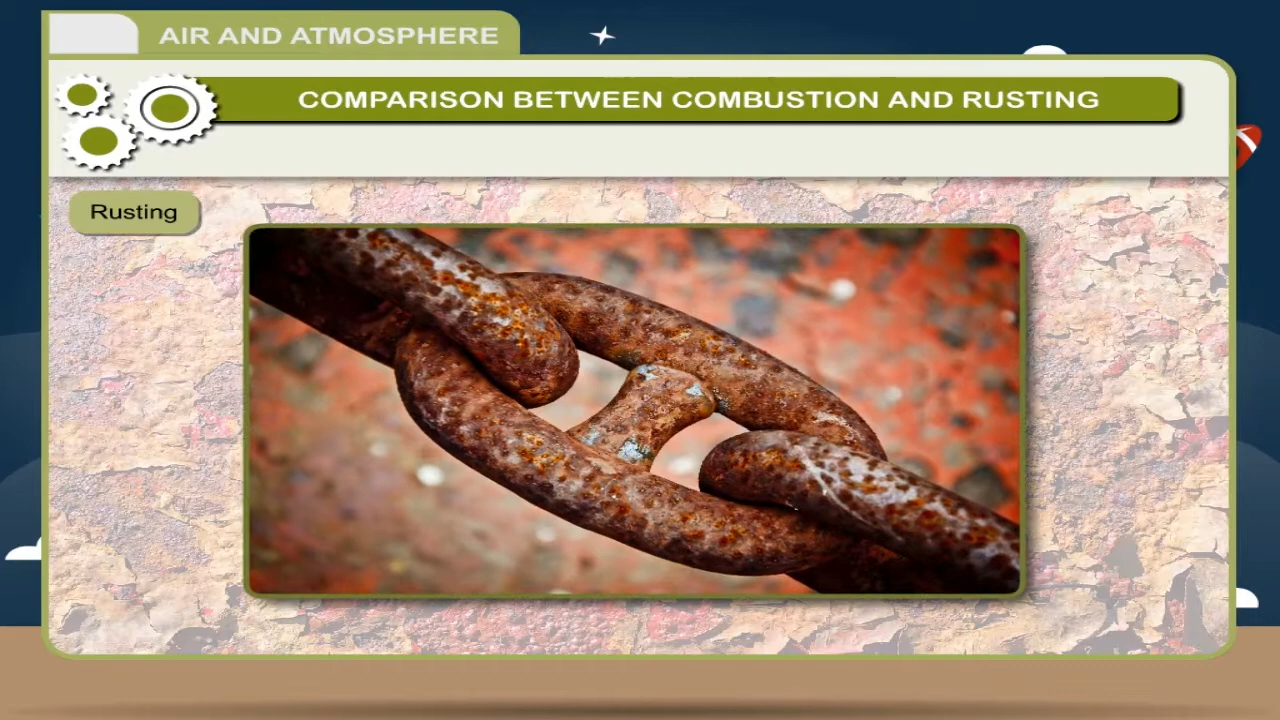 AIR AND ATMOSPHERE
COMPARISON BETWEEN COMBUSTION AND RUSTING
Rusting